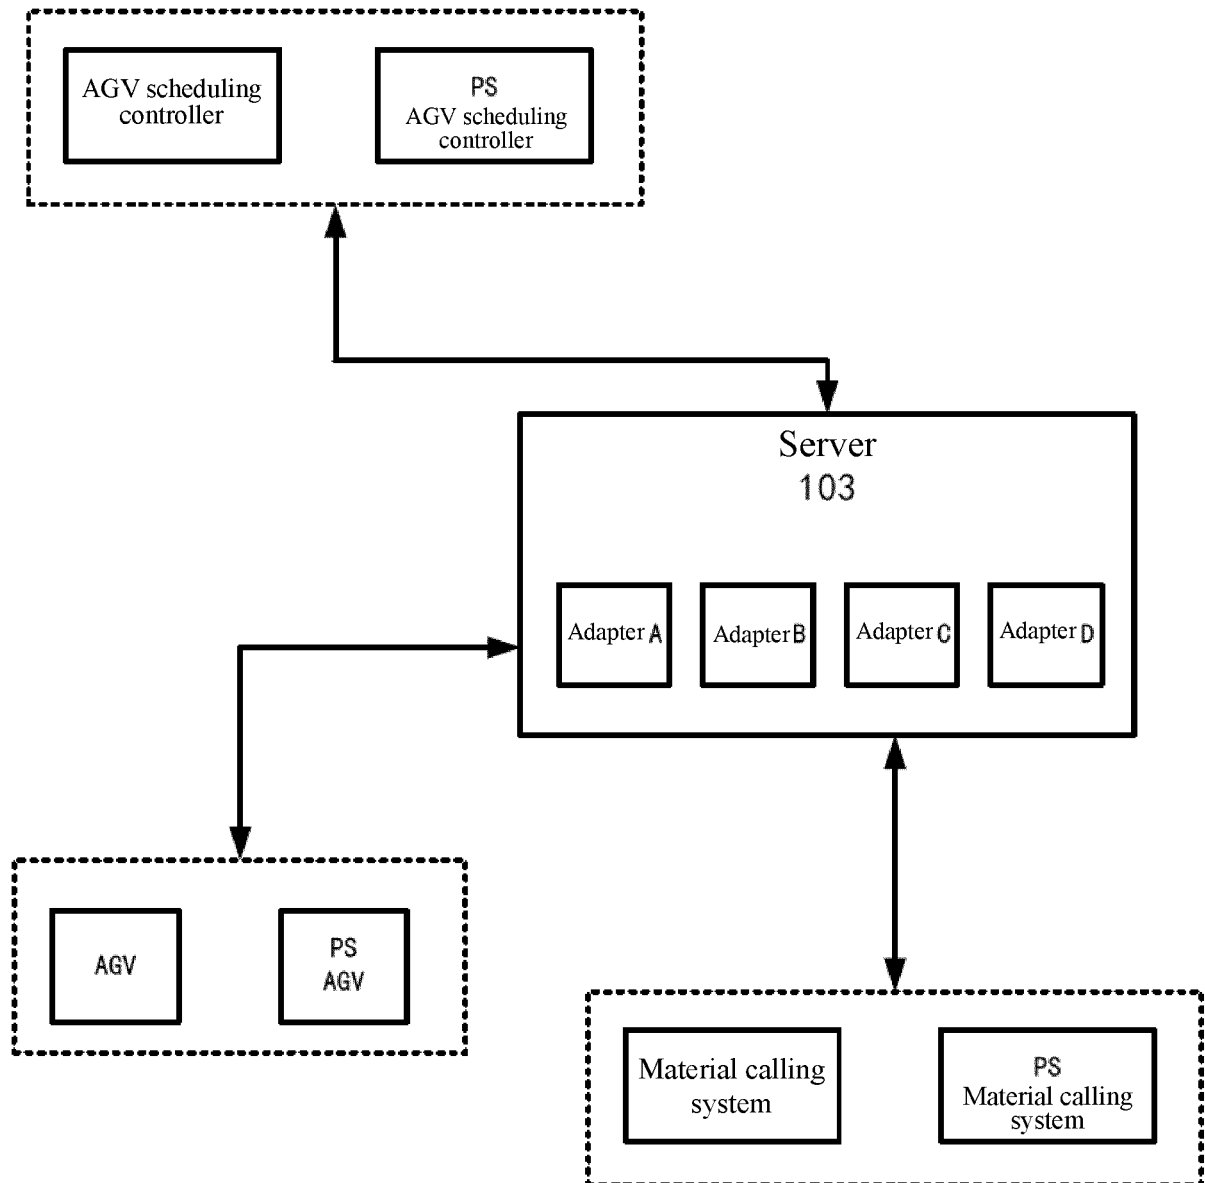 AGV scheduling
controller
PS
AGV scheduling
controller
Server
103
Adapter A
Adapter B
Adapter C
Adapter D
AGV
PS
AGV
Material calling
system
PS
Material calling
system